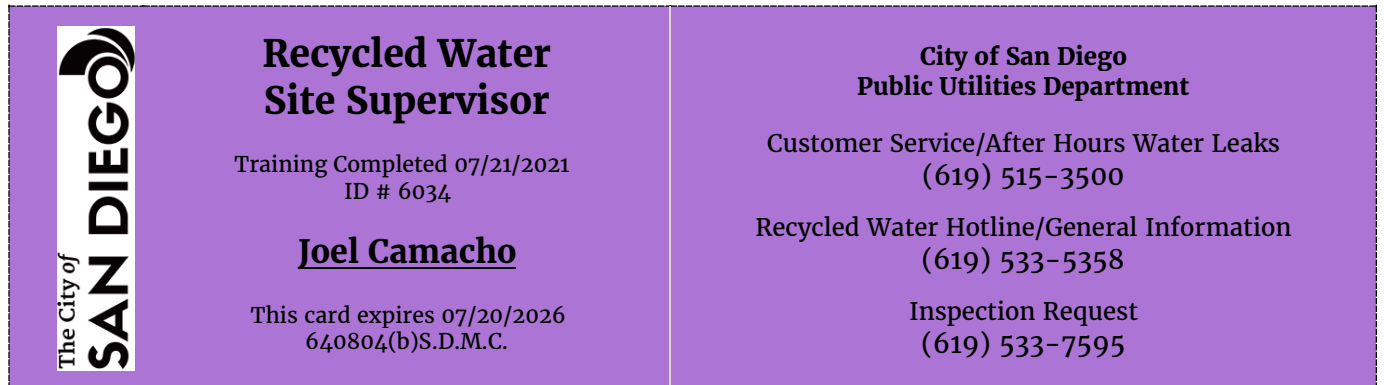 The City of
SAN DIEGO
Recycled Water
Site Supervisor
Training Completed 07/21/2021
ID # 6034
Joel Camacho
This card expires 07/20/2026
640804(b)S.D.M.C.
City of San Diego
Public Utilities Department
Customer Service/After Hours Water Leaks
(619) 515-3500
Recycled Water Hotline/General Information
(619) 533-5358
Inspection Request
(619) 533-7595